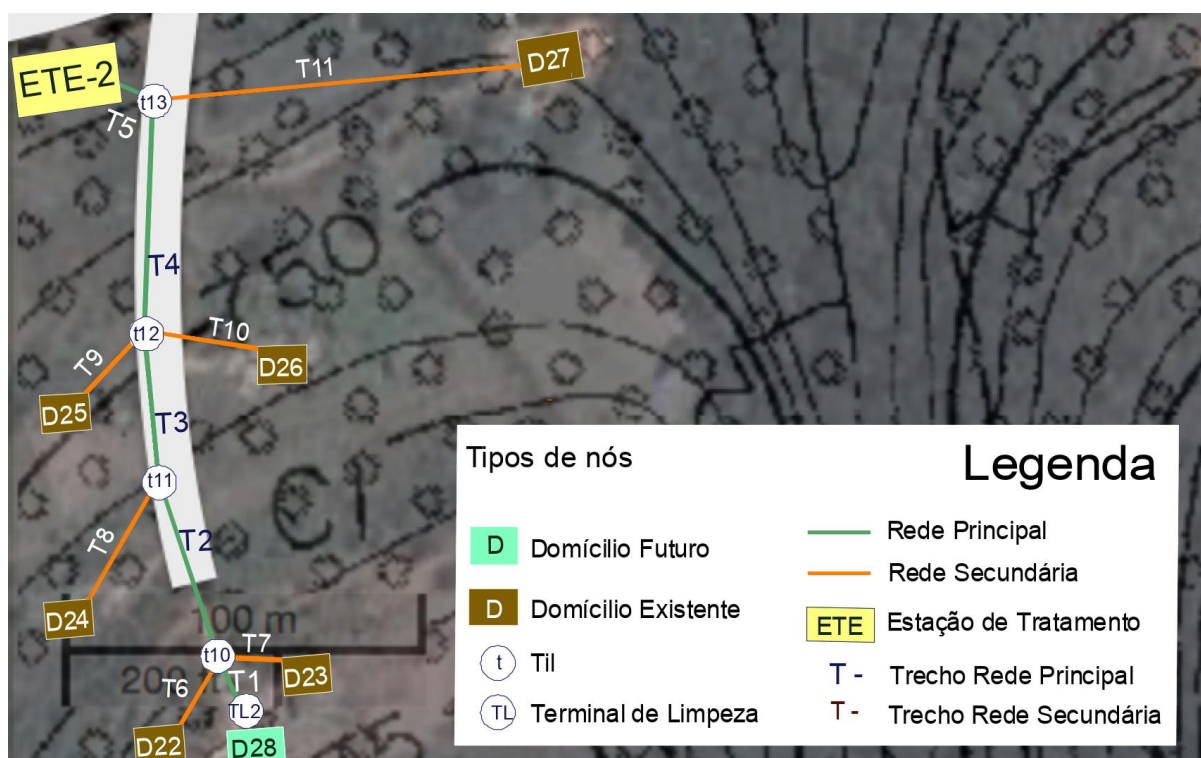 ETE-2
T11
D27
t13
T5
T4
750
t12
T10
D26
T9
D25
T3
t11
T2
T8
D24
100 m
t10
T7
D23
T1
T6
TL2
D22
D28
Legenda
Tipos de nós
D Domícilio Futuro
D Domícilio Existente
t Til
TL Terminal de Limpeza
Rede Principal
Rede Secundária
ETE Estação de Tratamento
T - Trecho Rede Principal
T - Trecho Rede Secundária